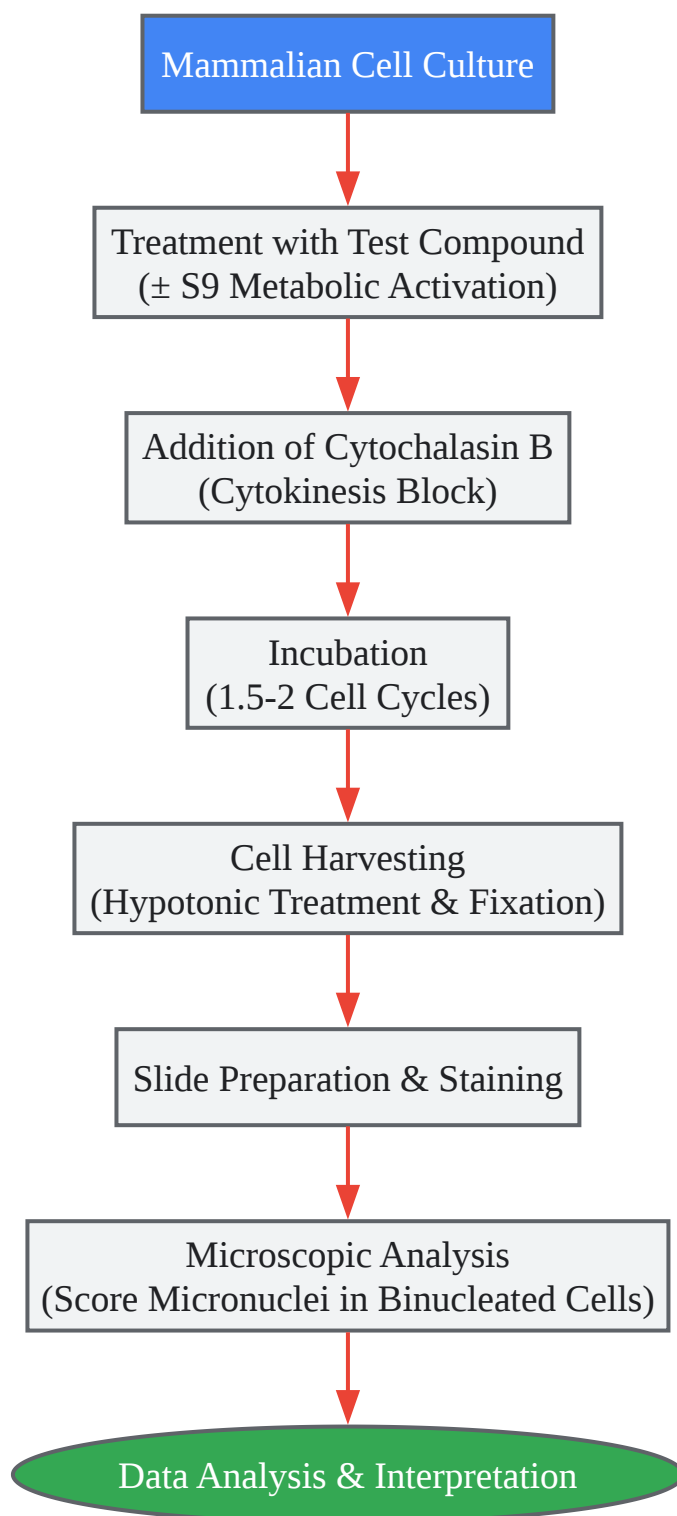 Mammalian Cell Culture
Treatment with Test Compound
(± S9 Metabolic Activation)
Addition of Cytochalasin B
(Cytokinesis Block)
Incubation
(1.5-2 Cell Cycles)
Cell Harvesting
(Hypotonic Treatment & Fixation)
Slide Preparation & Staining
Microscopic Analysis
(Score Micronuclei in Binucleated Cells)
Data Analysis & Interpretation